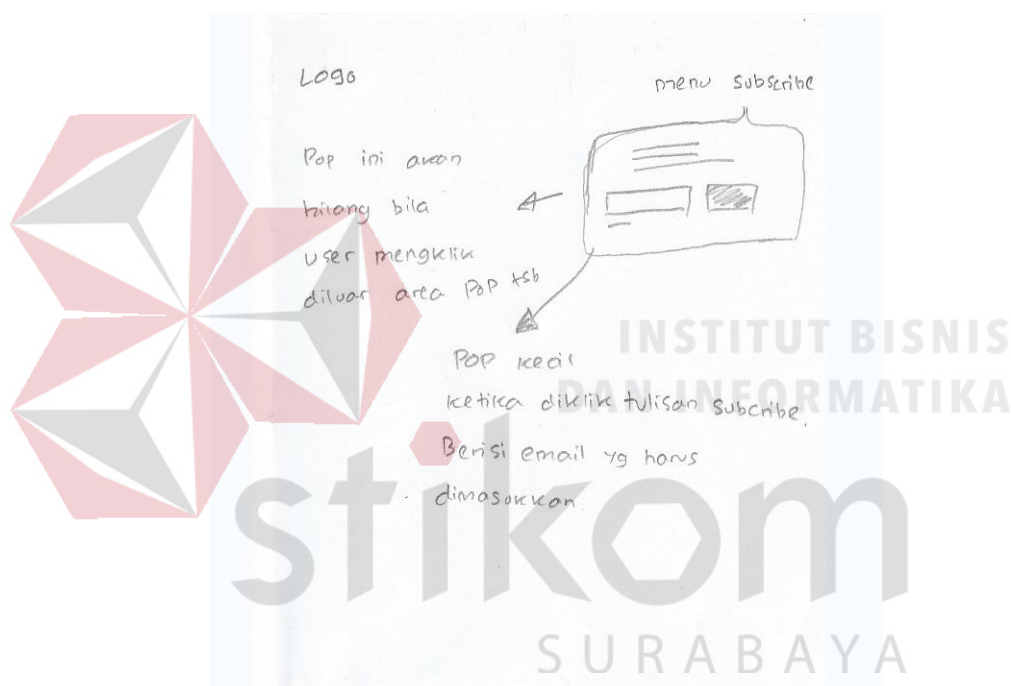 Logo
menu subscribe
Pop ini akan
hilang bila
user mengklik
diluar area pop tsb
Pop kecil
ketika diklik tulisan subcribe.
Berisi email yg harus
dimasukkan
INSTITUT BISNIS
DAN INFORMATIKA
stikom
SURABAYA